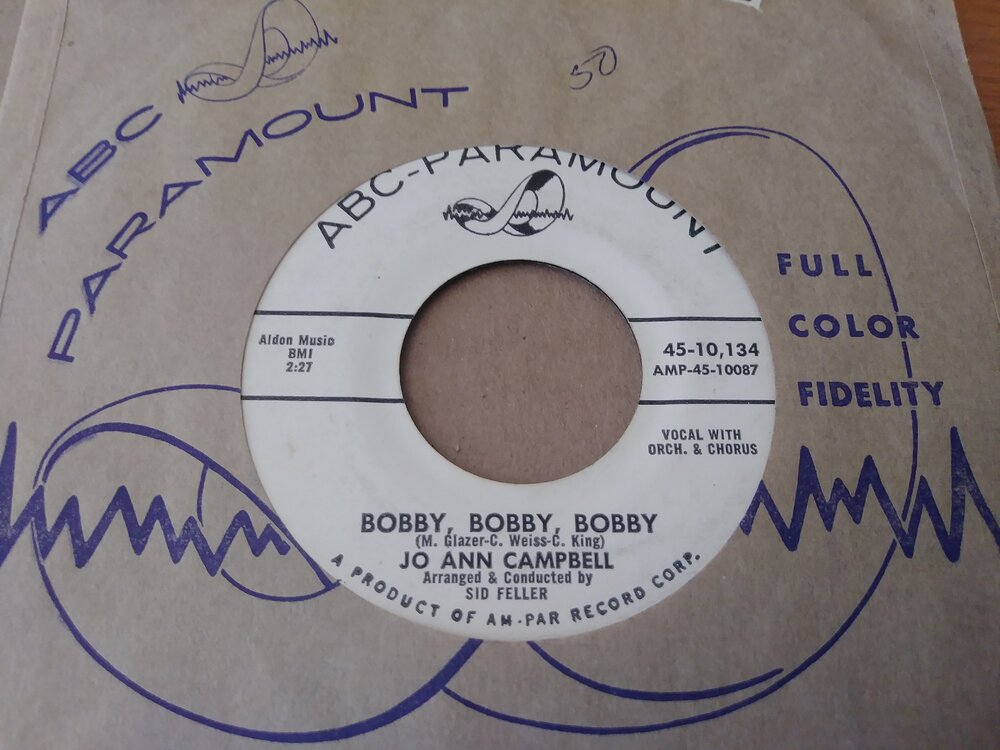 ABC
PARAMOUNT
50
FULL
COLOR
FIDELITY
ABC-PARAMOUNT
Aldon Music
BMI
2:27
45-10,134
AMP-45-10087
VOCAL WITH
ORCH. & CHORUS
BOBBY, BOBBY, BOBBY
(M. Glazer-C. Weiss-C. King)
JO ANN CAMPBELL
Arranged & Conducted by
SID FELLER
A PRODUCT OF AM-PAR RECORD CORP.